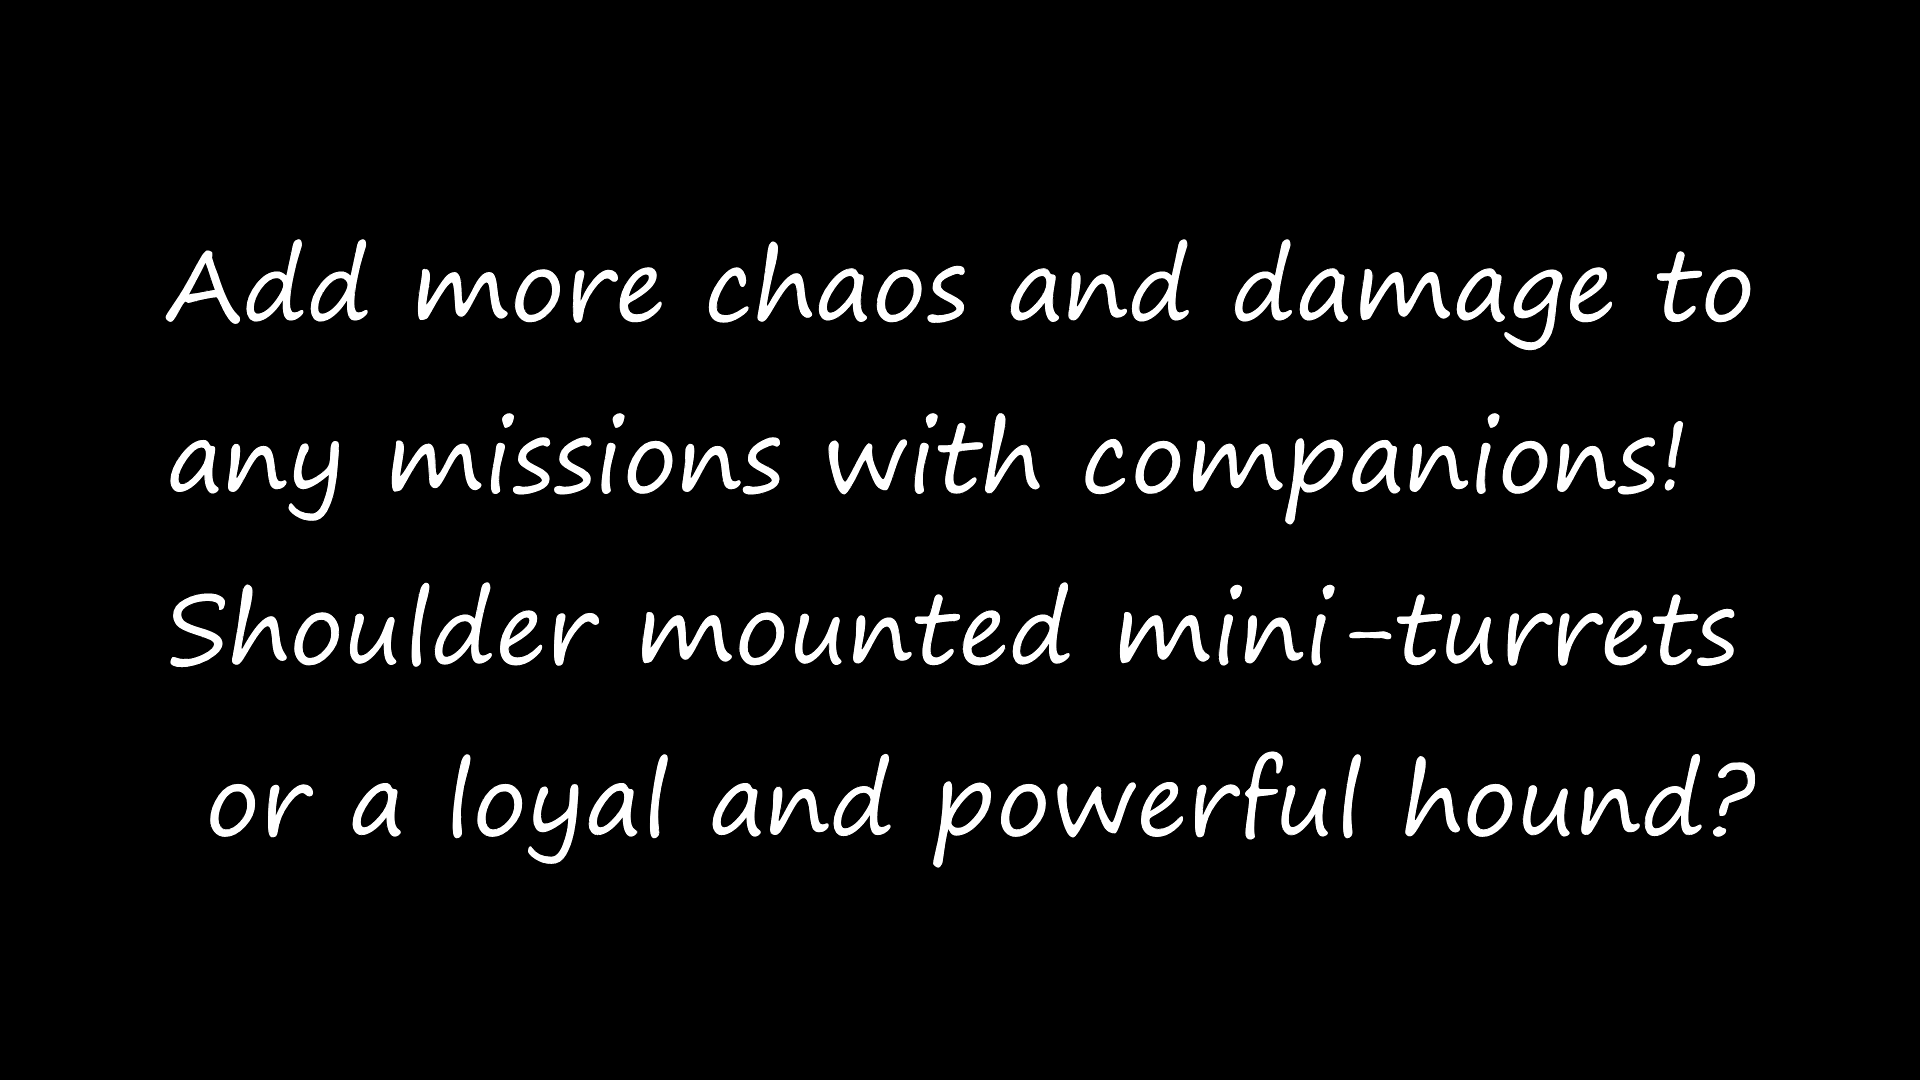 Add more chaos and damage to
any missions with companions!
Shoulder mounted mini-turrets
or a loyal and powerful hound?